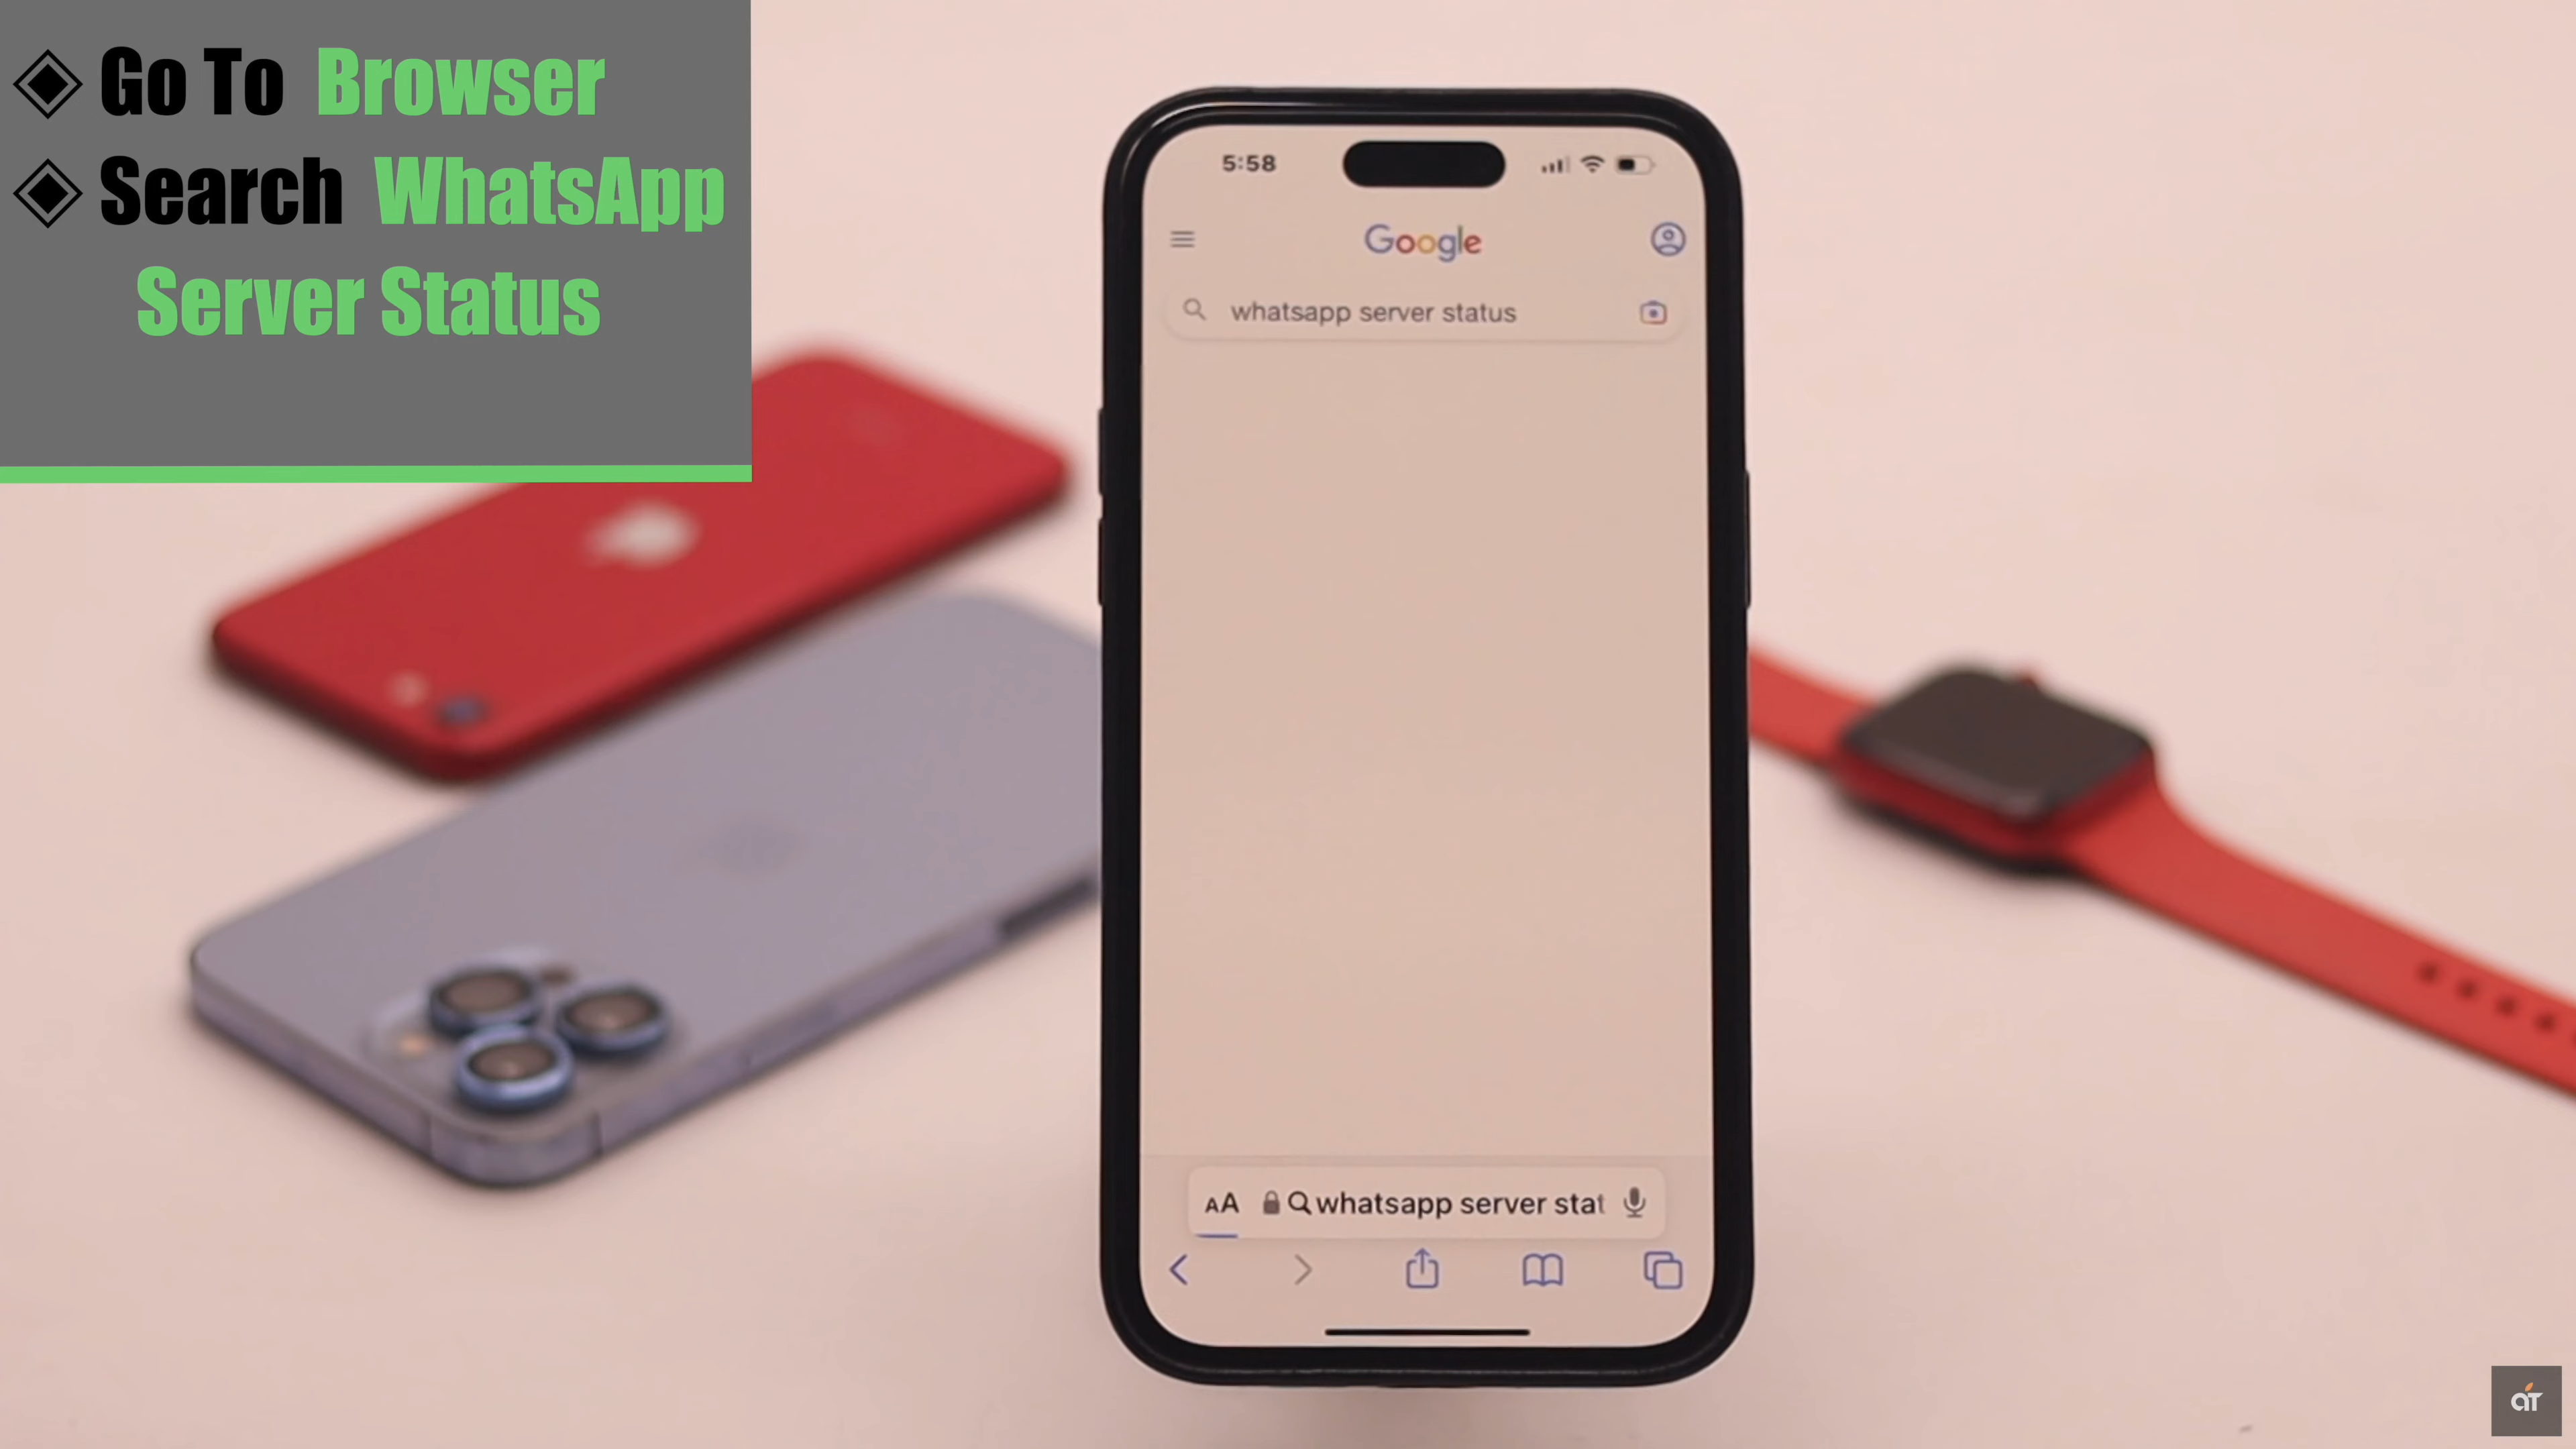 Go To Browser
Search WhatsApp
Server Status
5:58
Google
whatsapp server status
AA whatsapp server stat
aT